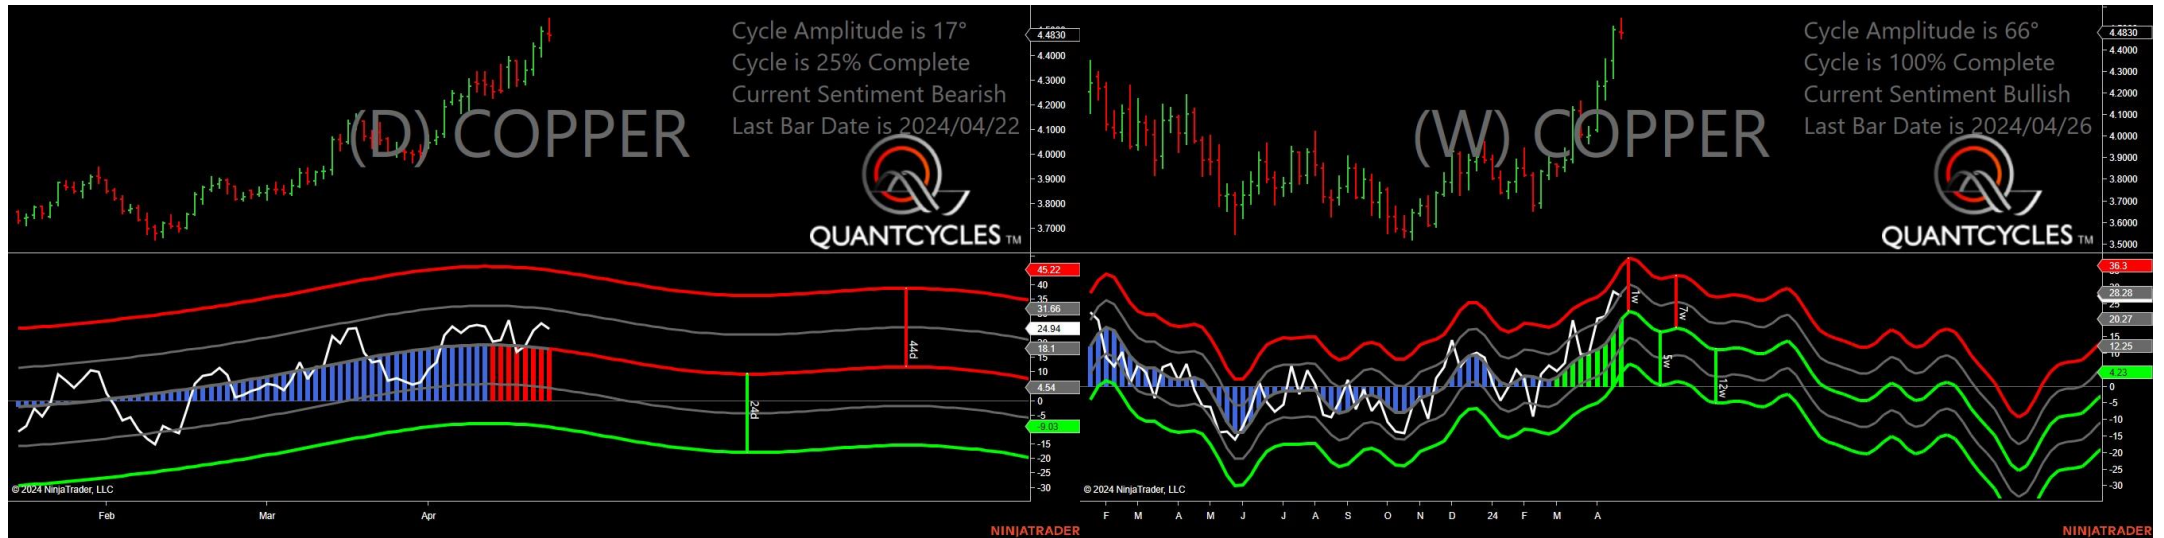 Cycle Amplitude is 17°
Cycle is 25% Complete
Current Sentiment Bearish
Last Bar Date is 2024/04/22
(D) COPPER
QUANTCYCLES TM
4.4830
4.4000
4.3000
4.2000
4.1000
4.0000
3.9000
3.8000
3.7000
45.22
40
35
31.66
24.94
18.1
15
10
4.54
0
-5
-9.03
-15
-20
-25
-30
44d
24d
© 2024 NinjaTrader, LLC
Feb Mar Apr
NINJATRADER
Cycle Amplitude is 66°
Cycle is 100% Complete
Current Sentiment Bullish
Last Bar Date is 2024/04/26
(W) COPPER
QUANTCYCLES TM
4.4830
4.4000
4.3000
4.2000
4.1000
4.0000
3.9000
3.8000
3.7000
3.6000
3.5000
36.3
28.28
20.27
15
12.25
4.23
0
-5
-10
-15
-20
-25
-30
1w
7w
5w
12w
© 2024 NinjaTrader, LLC
F M A M J J A S O N D 24 F M A
NINJATRADER